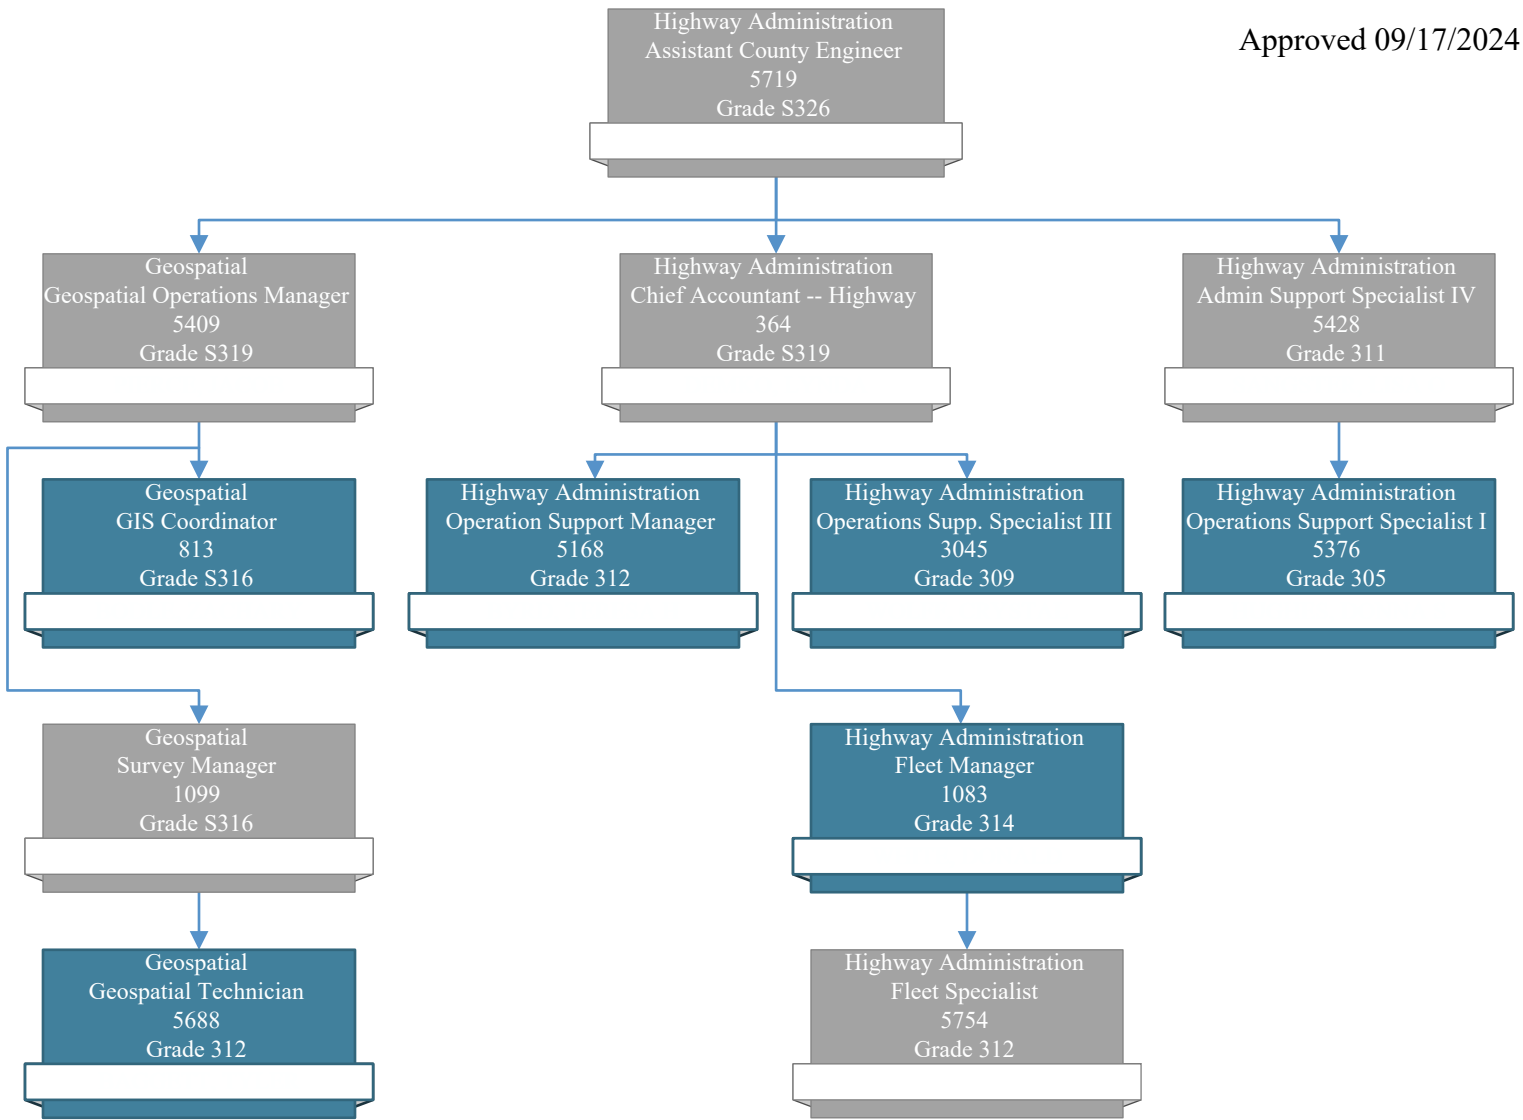 Highway Administration
Assistant County Engineer
5719
Grade S326
Approved 09/17/2024
Geospatial
Geospatial Operations Manager
5409
Grade S319
Highway Administration
Chief Accountant -- Highway
364
Grade S319
Highway Administration
Admin Support Specialist IV
5428
Grade 311
Geospatial
GIS Coordinator
813
Grade S316
Highway Administration
Operation Support Manager
5168
Grade 312
Highway Administration
Operations Supp. Specialist III
3045
Grade 309
Highway Administration
Operations Support Specialist I
5376
Grade 305
Geospatial
Survey Manager
1099
Grade S316
Highway Administration
Fleet Manager
1083
Grade 314
Geospatial
Geospatial Technician
5688
Grade 312
Highway Administration
Fleet Specialist
5754
Grade 312